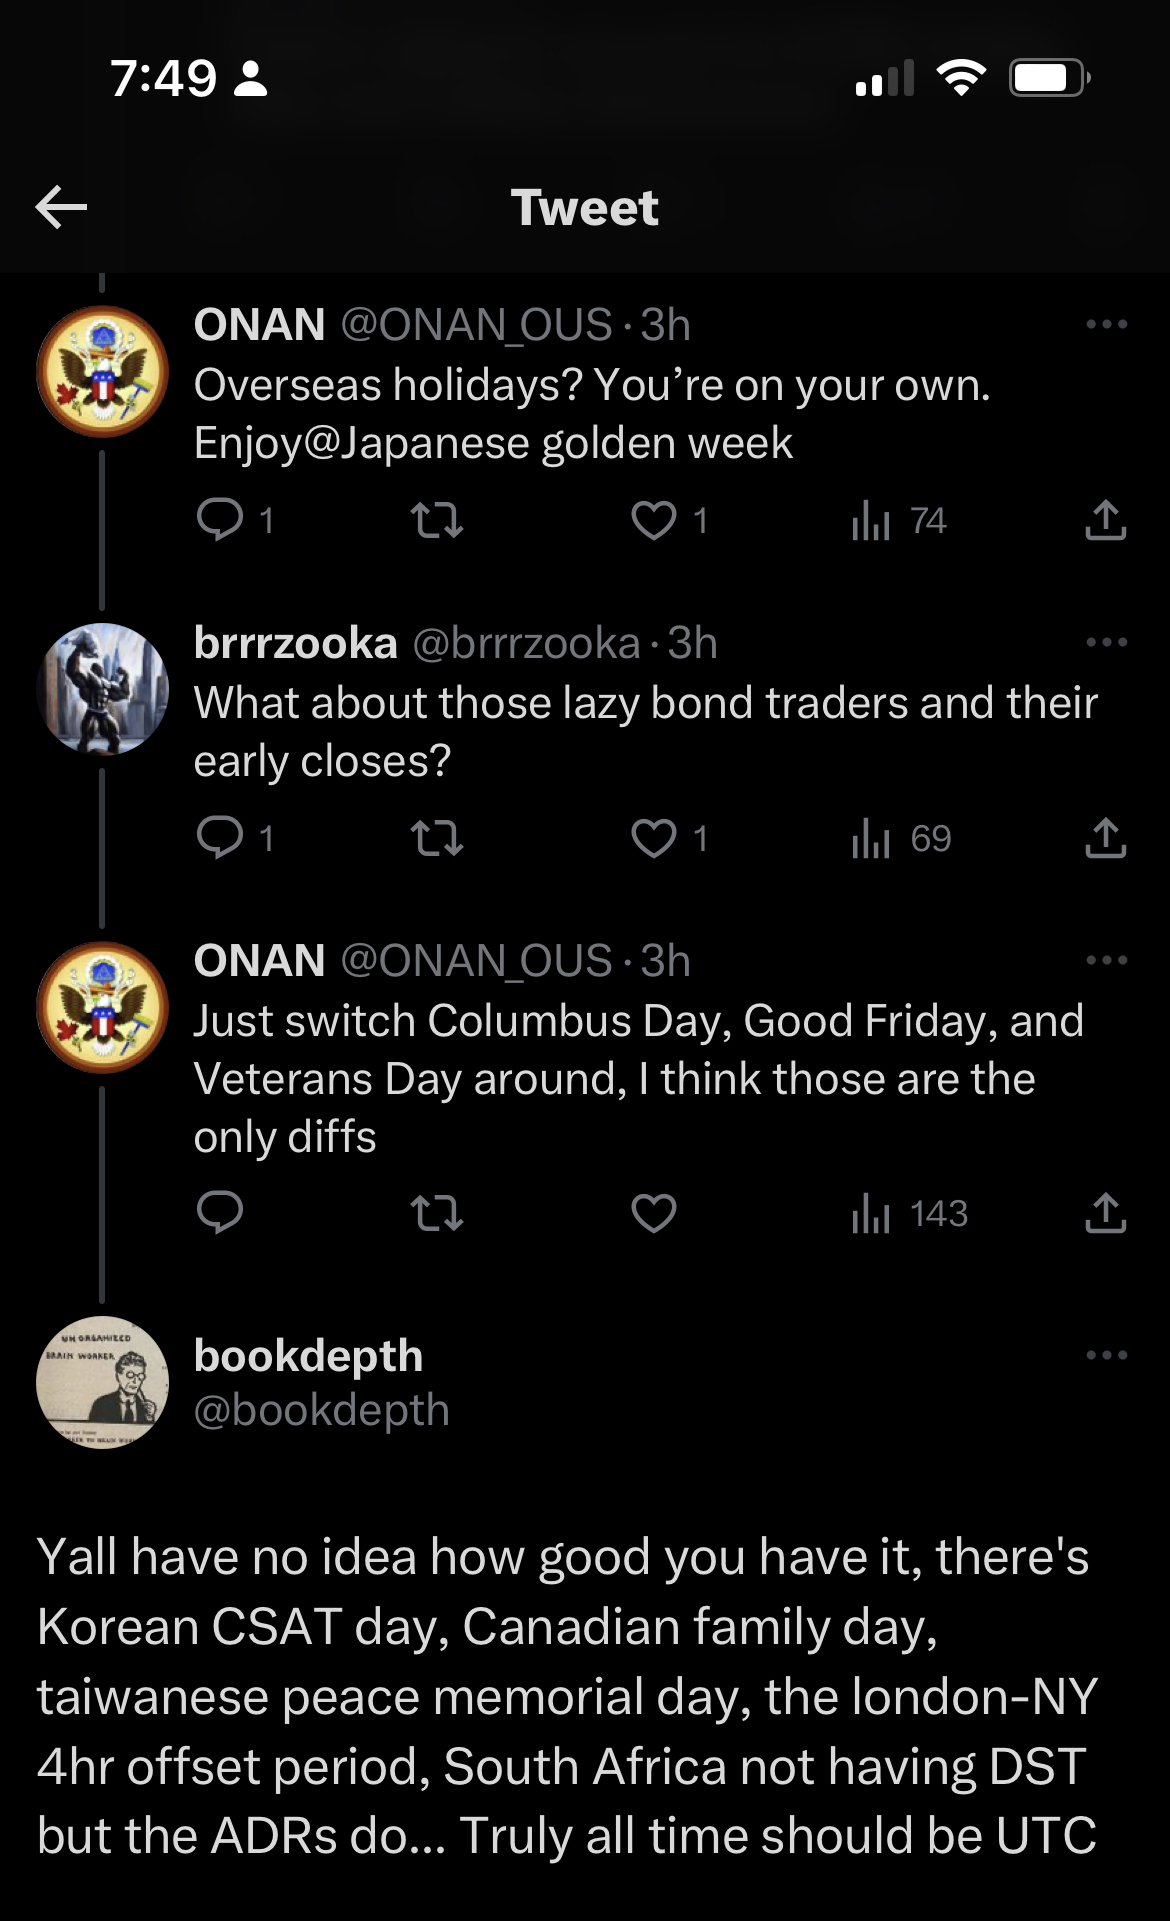 7:49
Tweet
ONAN @ONAN_OUS · 3h
Overseas holidays? You’re on your own.
Enjoy@Japanese golden week
1 1 74
brrrzooka @brrrzooka · 3h
What about those lazy bond traders and their
early closes?
1 1 69
ONAN @ONAN_OUS · 3h
Just switch Columbus Day, Good Friday, and
Veterans Day around, I think those are the
only diffs
143
UN ORGANIZED
BRAIN WORKER
bookdepth
@bookdepth
Yall have no idea how good you have it, there's
Korean CSAT day, Canadian family day,
taiwanese peace memorial day, the london-NY
4hr offset period, South Africa not having DST
but the ADRs do... Truly all time should be UTC